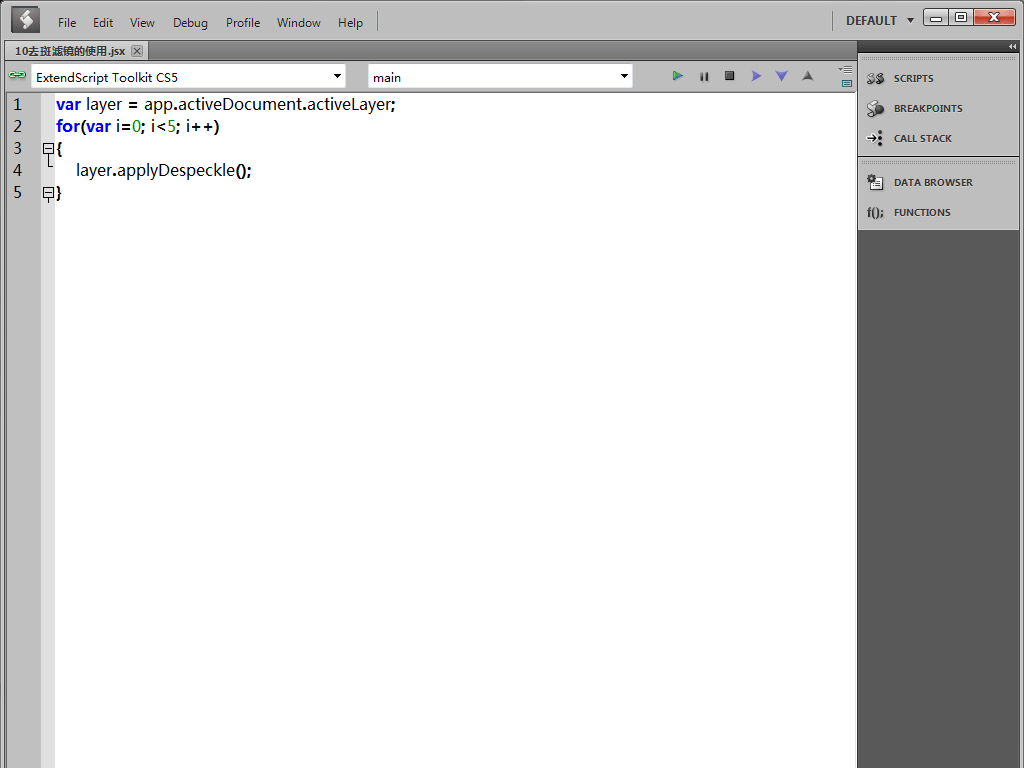 File Edit View Debug Profile Window Help DEFAULT
10去斑滤镜的使用.jsx
ExtendScript Toolkit CS5 main
1 var layer = app.activeDocument.activeLayer;
2 for(var i=0; i<5; i++)
3 {
4 layer.applyDespeckle();
5 }
SCRIPTS
BREAKPOINTS
CALL STACK
DATA BROWSER
f(); FUNCTIONS